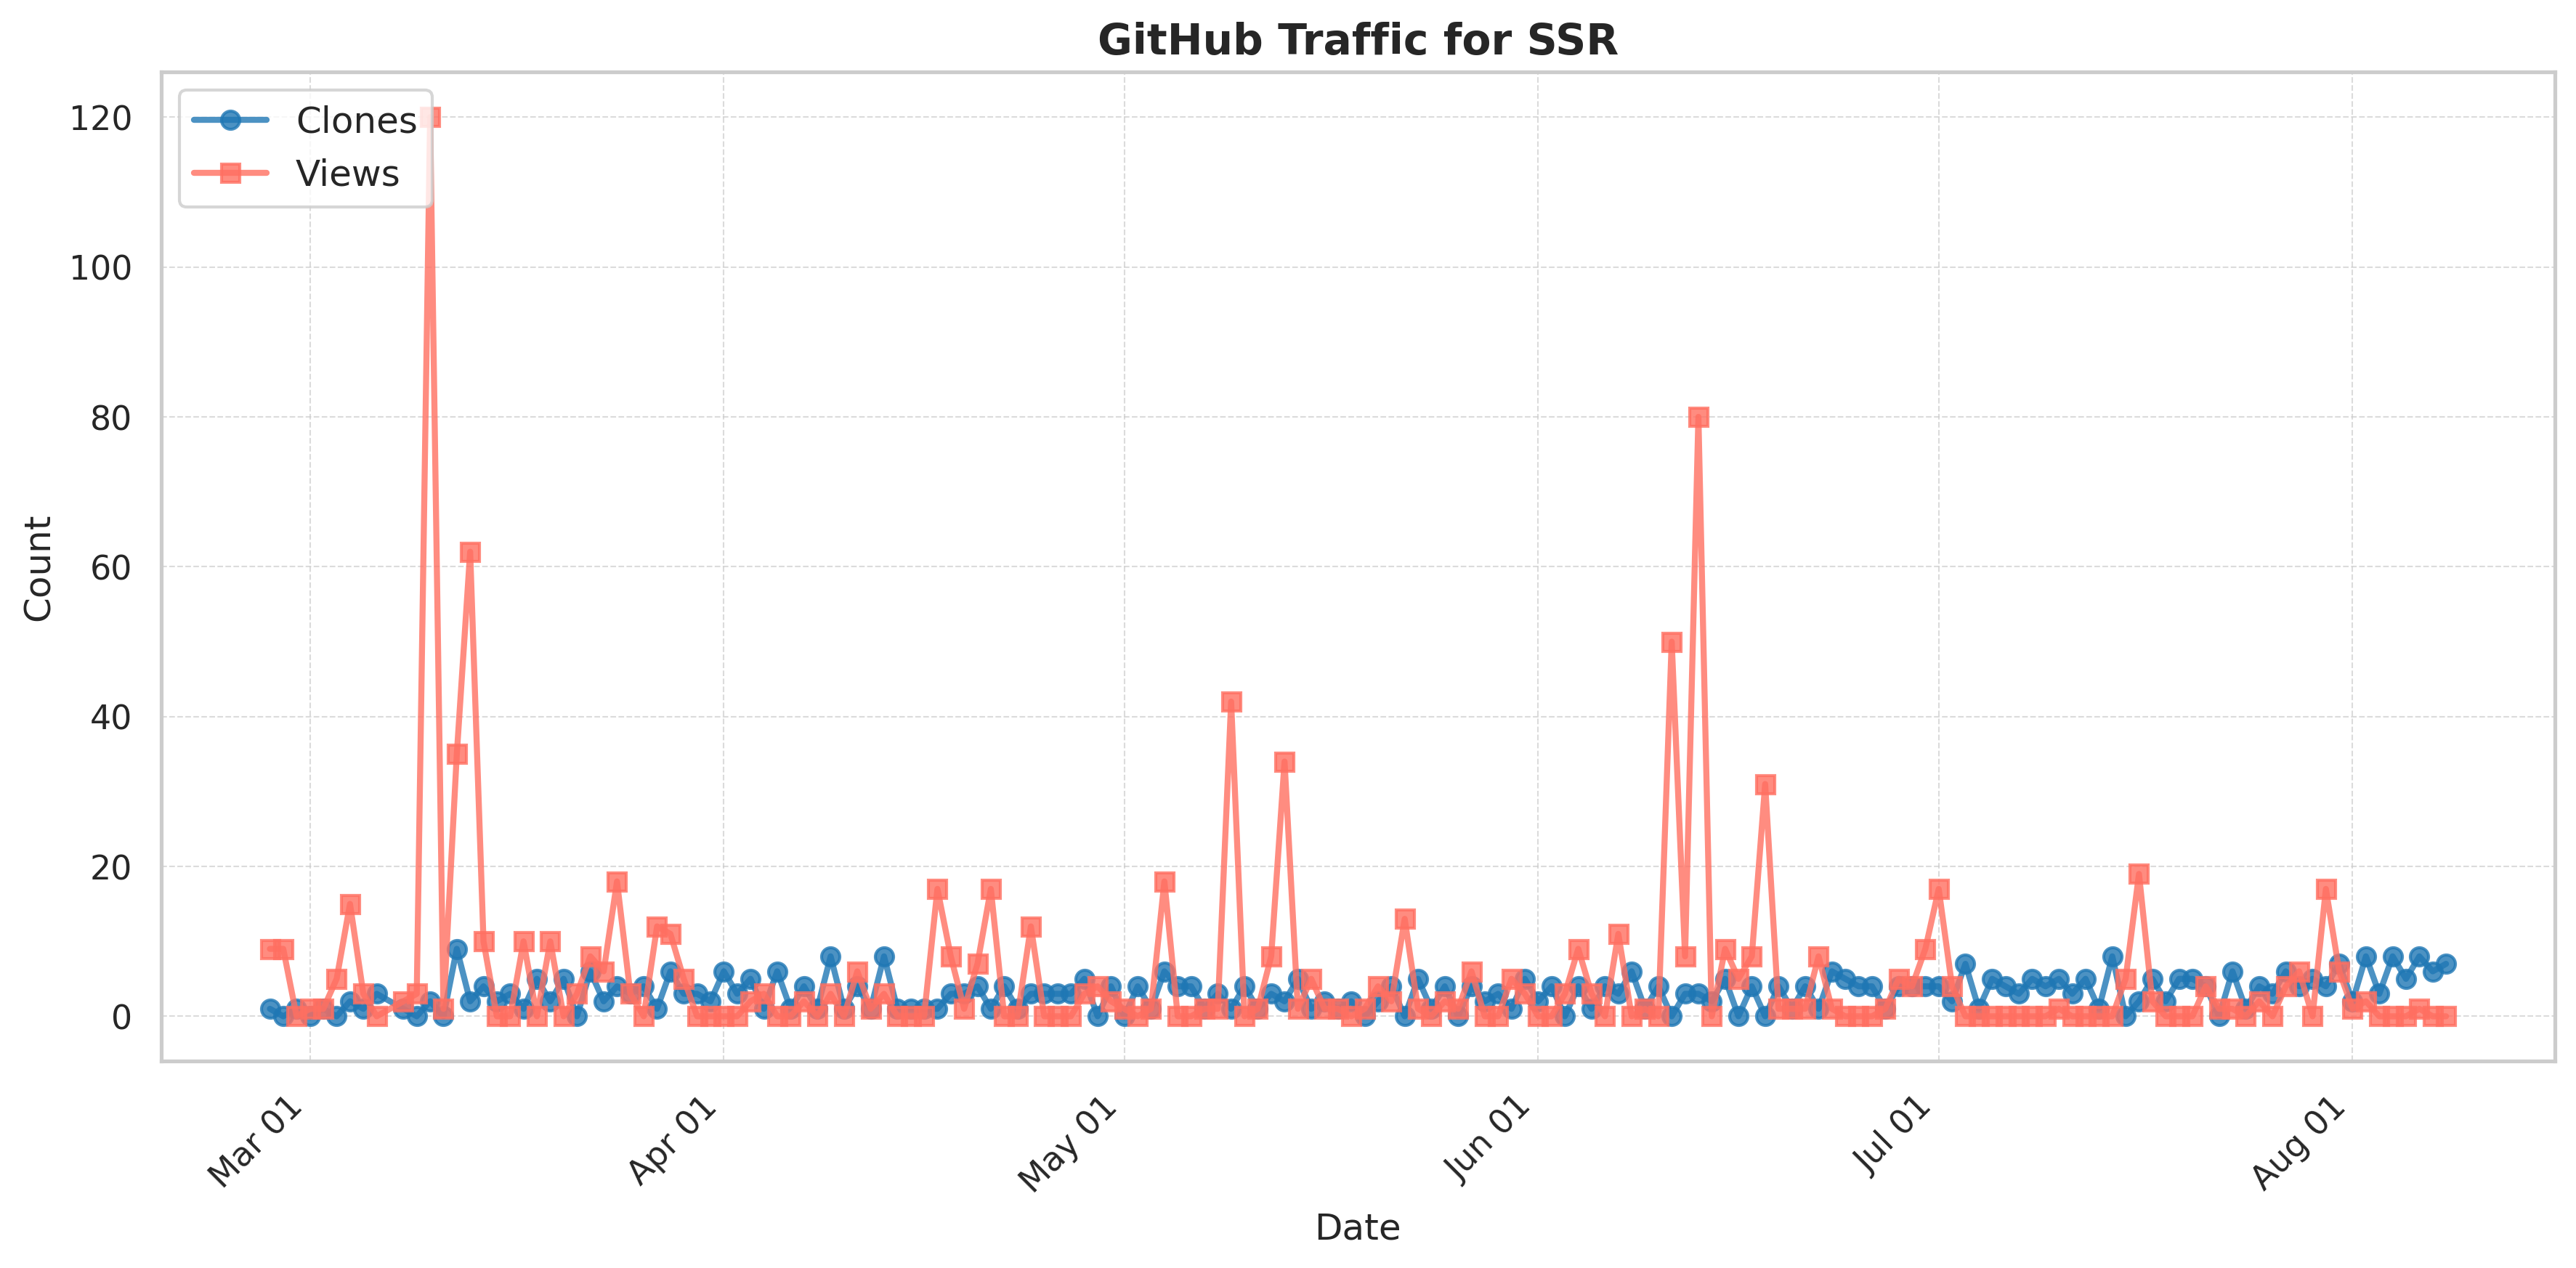 GitHub Traffic for SSR
Clones
Views
120
100
80
60
40
20
0
Count
Mar 01
Apr 01
May 01
Jun 01
Jul 01
Aug 01
Date